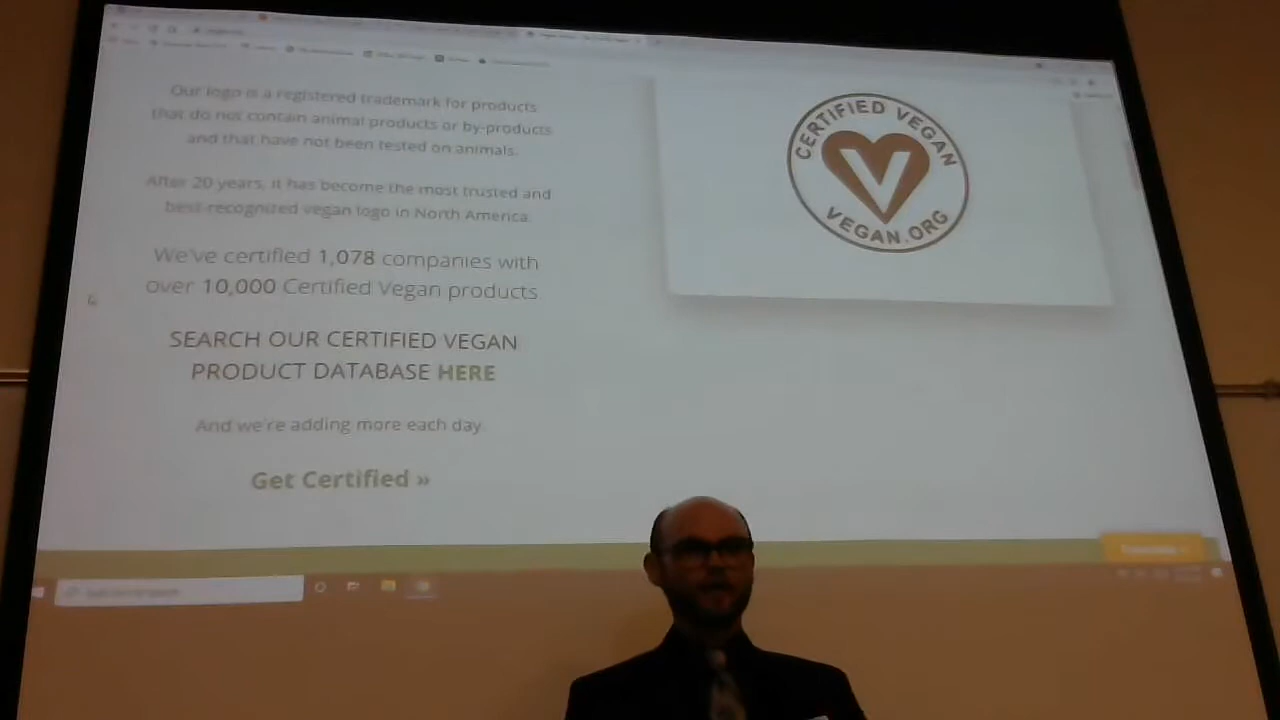 Our logo is a registered trademark for products
that do not contain animal products or by-products
and that have not been tested on animals.
After 20 years, it has become the most trusted and
best-recognized vegan logo in North America.
We've certified 1,078 companies with
over 10,000 Certified Vegan products
SEARCH OUR CERTIFIED VEGAN
PRODUCT DATABASE HERE
And we're adding more each day.
Get Certified »
CERTIFIED VEGAN
V
VEGAN.ORG